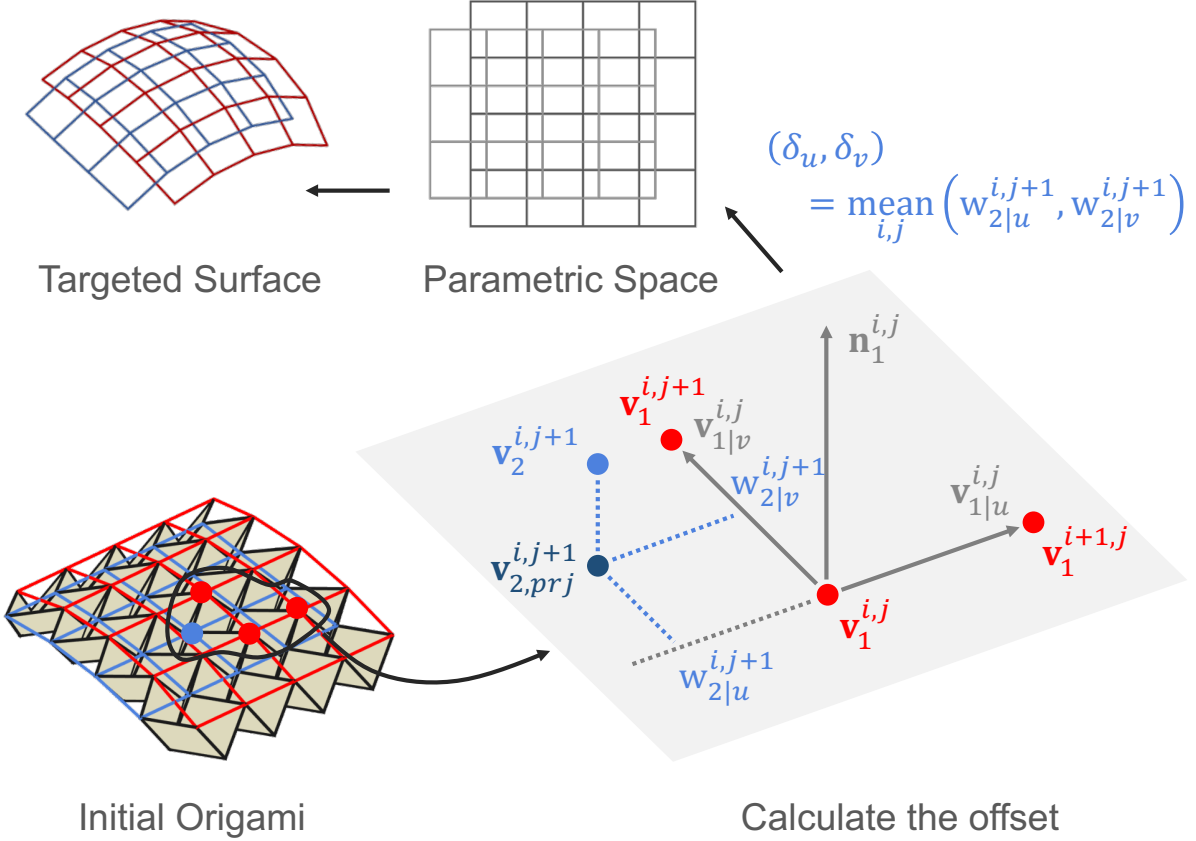 (δ_u, δ_v)
= mean_{i,j} (w_{2|u}^{i,j+1}, w_{2|v}^{i,j+1})
Targeted Surface
Parametric Space
n_1^{i,j}
v_1^{i,j+1}
v_{1|v}^{i,j}
v_2^{i,j+1}
w_{2|v}^{i,j+1}
v_{1|u}^{i,j}
v_1^{i+1,j}
v_{2,prj}^{i,j+1}
v_1^{i,j}
w_{2|u}^{i,j+1}
Initial Origami
Calculate the offset